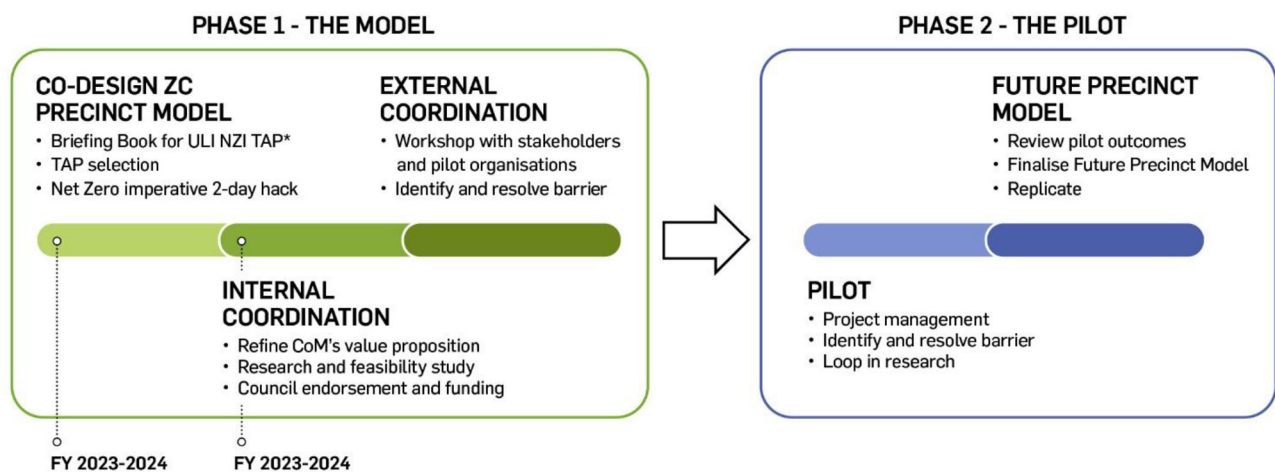 PHASE 1 - THE MODEL
CO-DESIGN ZC
PRECINCT MODEL
• Briefing Book for ULI NZI TAP*
• TAP selection
• Net Zero imperative 2-day hack
EXTERNAL
COORDINATION
• Workshop with stakeholders
and pilot organisations
• Identify and resolve barrier
INTERNAL
COORDINATION
• Refine CoM's value proposition
• Research and feasibility study
• Council endorsement and funding
FY 2023-2024
FY 2023-2024
PHASE 2 - THE PILOT
FUTURE PRECINCT
MODEL
• Review pilot outcomes
• Finalise Future Precinct Model
• Replicate
PILOT
• Project management
• Identify and resolve barrier
• Loop in research